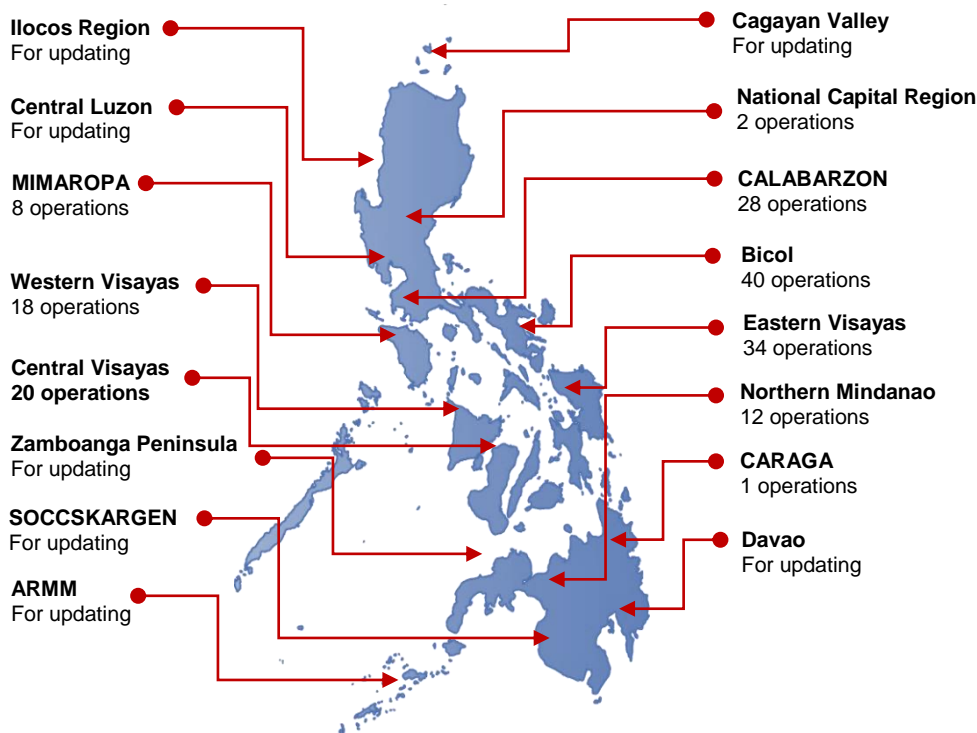 Ilocos Region
For updating
Central Luzon
For updating
MIMAROPA
8 operations
Western Visayas
18 operations
Central Visayas
20 operations
Zamboanga Peninsula
For updating
SOCCSKARGEN
For updating
ARMM
For updating
Cagayan Valley
For updating
National Capital Region
2 operations
CALABARZON
28 operations
Bicol
40 operations
Eastern Visayas
34 operations
Northern Mindanao
12 operations
CARAGA
1 operations
Davao
For updating